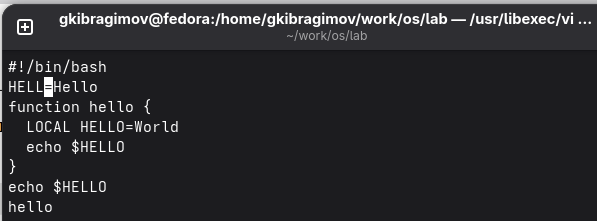 gkibragimov@fedora:/home/gkibragimov/work/os/lab — /usr/libexec/vi ...
~/work/os/lab
#!/bin/bash
HELL=Hello
function hello {
  LOCAL HELLO=World
  echo $HELLO
}
echo $HELLO
hello